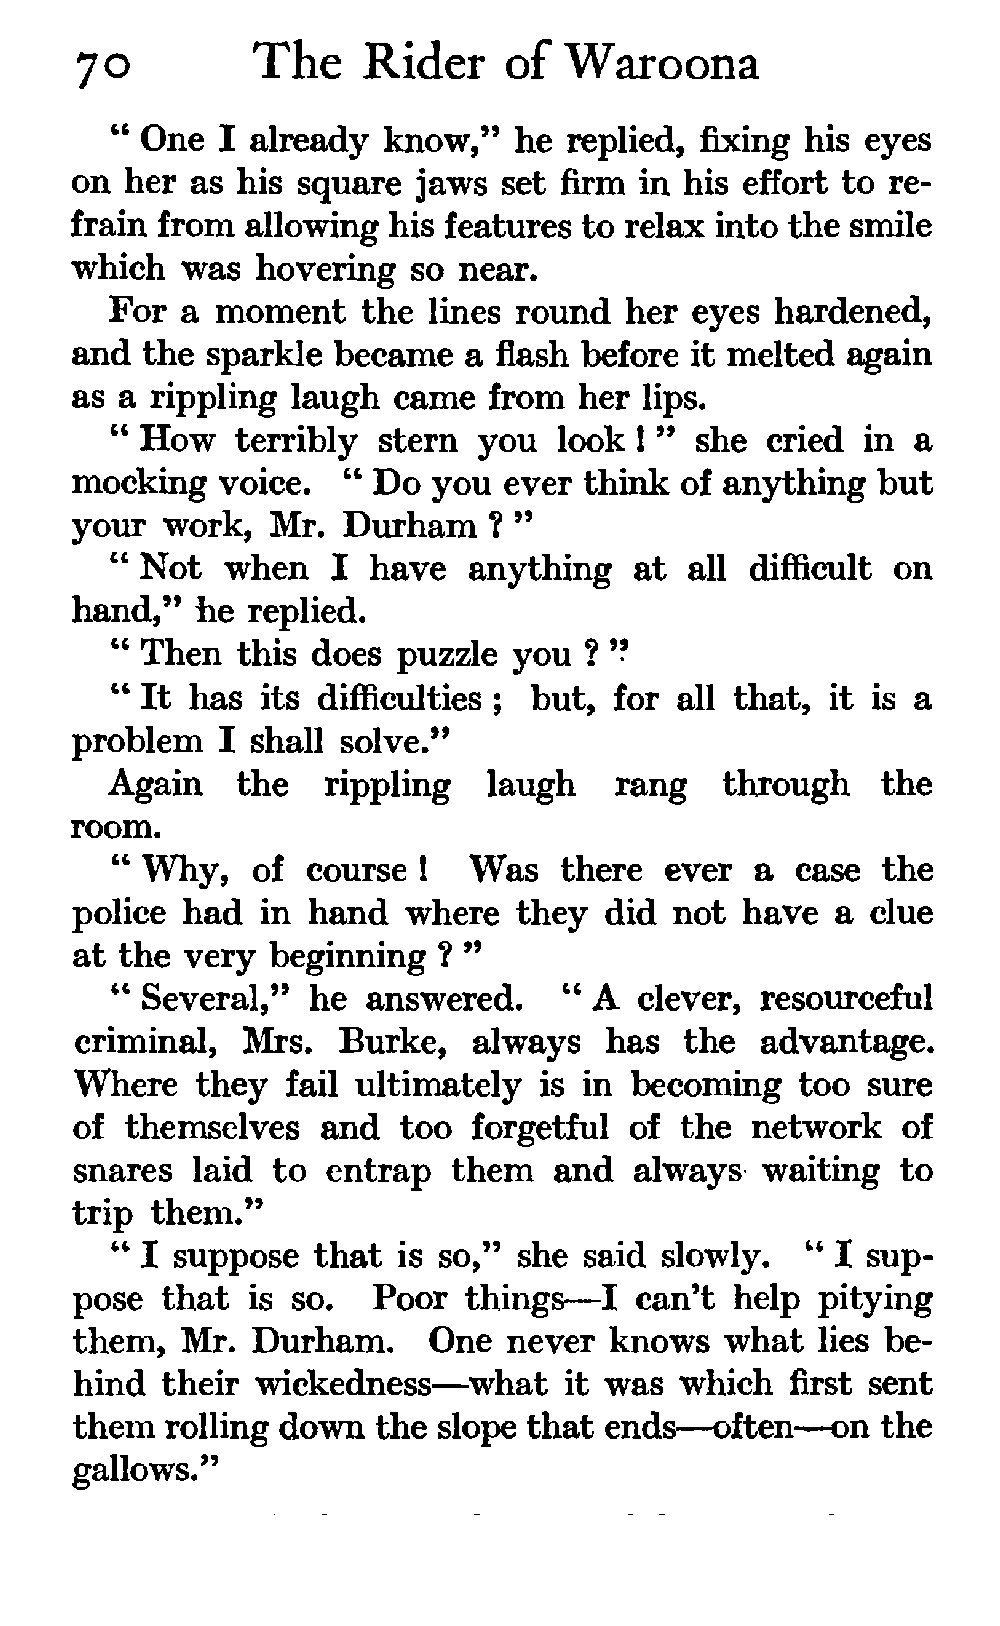 70 The Rider of Waroona
“ One I already know,” he replied, fixing his eyes
on her as his square jaws set firm in his effort to re-
frain from allowing his features to relax into the smile
which was hovering so near.
For a moment the lines round her eyes hardened,
and the sparkle became a flash before it melted again
as a rippling laugh came from her lips.
“ How terribly stern you look ! ” she cried in a
mocking voice. “ Do you ever think of anything but
your work, Mr. Durham ? ”
“ Not when I have anything at all difficult on
hand,” he replied.
“ Then this does puzzle you ? ”
“ It has its difficulties ; but, for all that, it is a
problem I shall solve.”
Again the rippling laugh rang through the
room.
“ Why, of course ! Was there ever a case the
police had in hand where they did not have a clue
at the very beginning ? ”
“ Several,” he answered. “ A clever, resourceful
criminal, Mrs. Burke, always has the advantage.
Where they fail ultimately is in becoming too sure
of themselves and too forgetful of the network of
snares laid to entrap them and always waiting to
trip them.”
“ I suppose that is so,” she said slowly. “ I sup-
pose that is so. Poor things—I can’t help pitying
them, Mr. Durham. One never knows what lies be-
hind their wickedness—what it was which first sent
them rolling down the slope that ends—often—on the
gallows.”